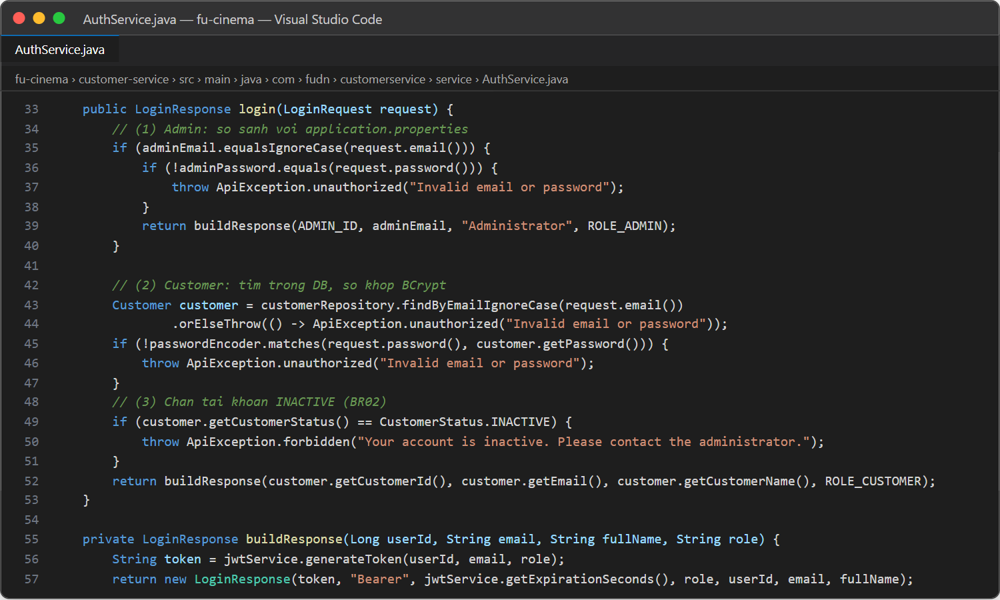 AuthService.java — fu-cinema — Visual Studio Code
AuthService.java
fu-cinema › customer-service › src › main › java › com › fudn › customerservice › service › AuthService.java
33 public LoginResponse login(LoginRequest request) {
34 // (1) Admin: so sanh voi application.properties
35 if (adminEmail.equalsIgnoreCase(request.email())) {
36 if (!adminPassword.equals(request.password())) {
37 throw ApiException.unauthorized("Invalid email or password");
38 }
39 return buildResponse(ADMIN_ID, adminEmail, "Administrator", ROLE_ADMIN);
40 }
41
42 // (2) Customer: tim trong DB, so khop BCrypt
43 Customer customer = customerRepository.findByEmailIgnoreCase(request.email())
44 .orElseThrow(() -> ApiException.unauthorized("Invalid email or password"));
45 if (!passwordEncoder.matches(request.password(), customer.getPassword())) {
46 throw ApiException.unauthorized("Invalid email or password");
47 }
48 // (3) Chan tai khoan INACTIVE (BR02)
49 if (customer.getCustomerStatus() == CustomerStatus.INACTIVE) {
50 throw ApiException.forbidden("Your account is inactive. Please contact the administrator.");
51 }
52 return buildResponse(customer.getCustomerId(), customer.getEmail(), customer.getCustomerName(), ROLE_CUSTOMER);
53 }
54
55 private LoginResponse buildResponse(Long userId, String email, String fullName, String role) {
56 String token = jwtService.generateToken(userId, email, role);
57 return new LoginResponse(token, "Bearer", jwtService.getExpirationSeconds(), role, userId, email, fullName);